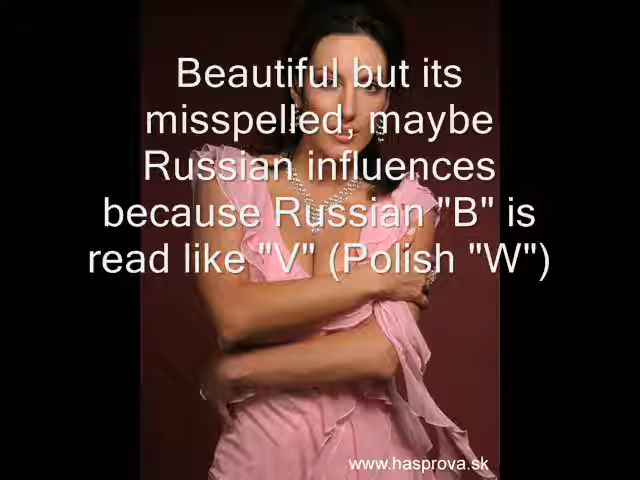 Beautiful but its
misspelled, maybe
Russian influences
because Russian "B" is
read like "V" (Polish "W")
www.hasprova.sk